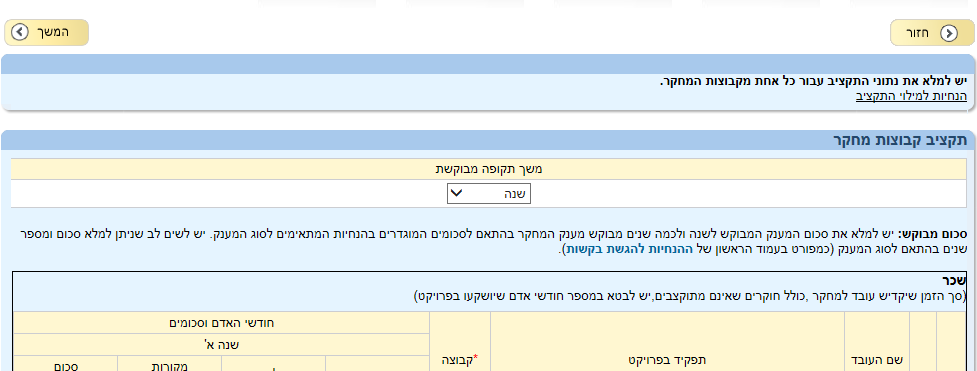 חזור
המשך
יש למלא את נתוני התקציב עבור כל אחת מקבוצות המחקר.
הנחיות למילוי התקציב
תקציב קבוצות מחקר
משך תקופה מבוקשת
שנה
סכום מבוקש: יש למלא את סכום המענק המבוקש לשנה ולכמה שנים מבוקש מענק המחקר בהתאם לסכומים המוגדרים בהנחיות המתאימים לסוג המענק. יש לשים לב שניתן למלא סכום ומספר
שנים בהתאם לסוג המענק (כמפורט בעמוד הראשון של ההנחיות להגשת בקשות).
שכר
(סך הזמן שיקדיש עובד למחקר ,כולל חוקרים שאינם מתוקצבים,יש לבטא במספר חודשי אדם שיושקעו בפרויקט)
חודשי האדם וסכומים
שנה א'
שם העובד
תפקיד בפרויקט
*קבוצה
מקורות
סכום